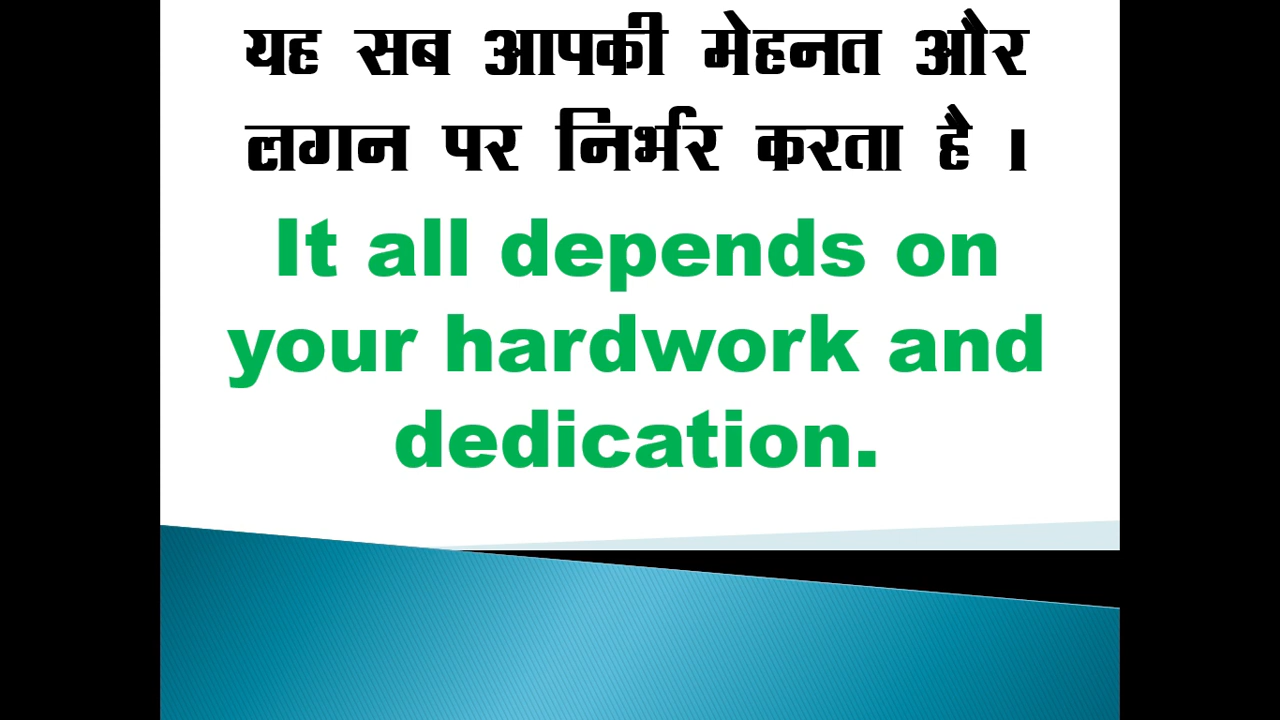 यह सब आपकी मेहनत और
लगन पर निर्भर करता है ।
It all depends on
your hardwork and
dedication.